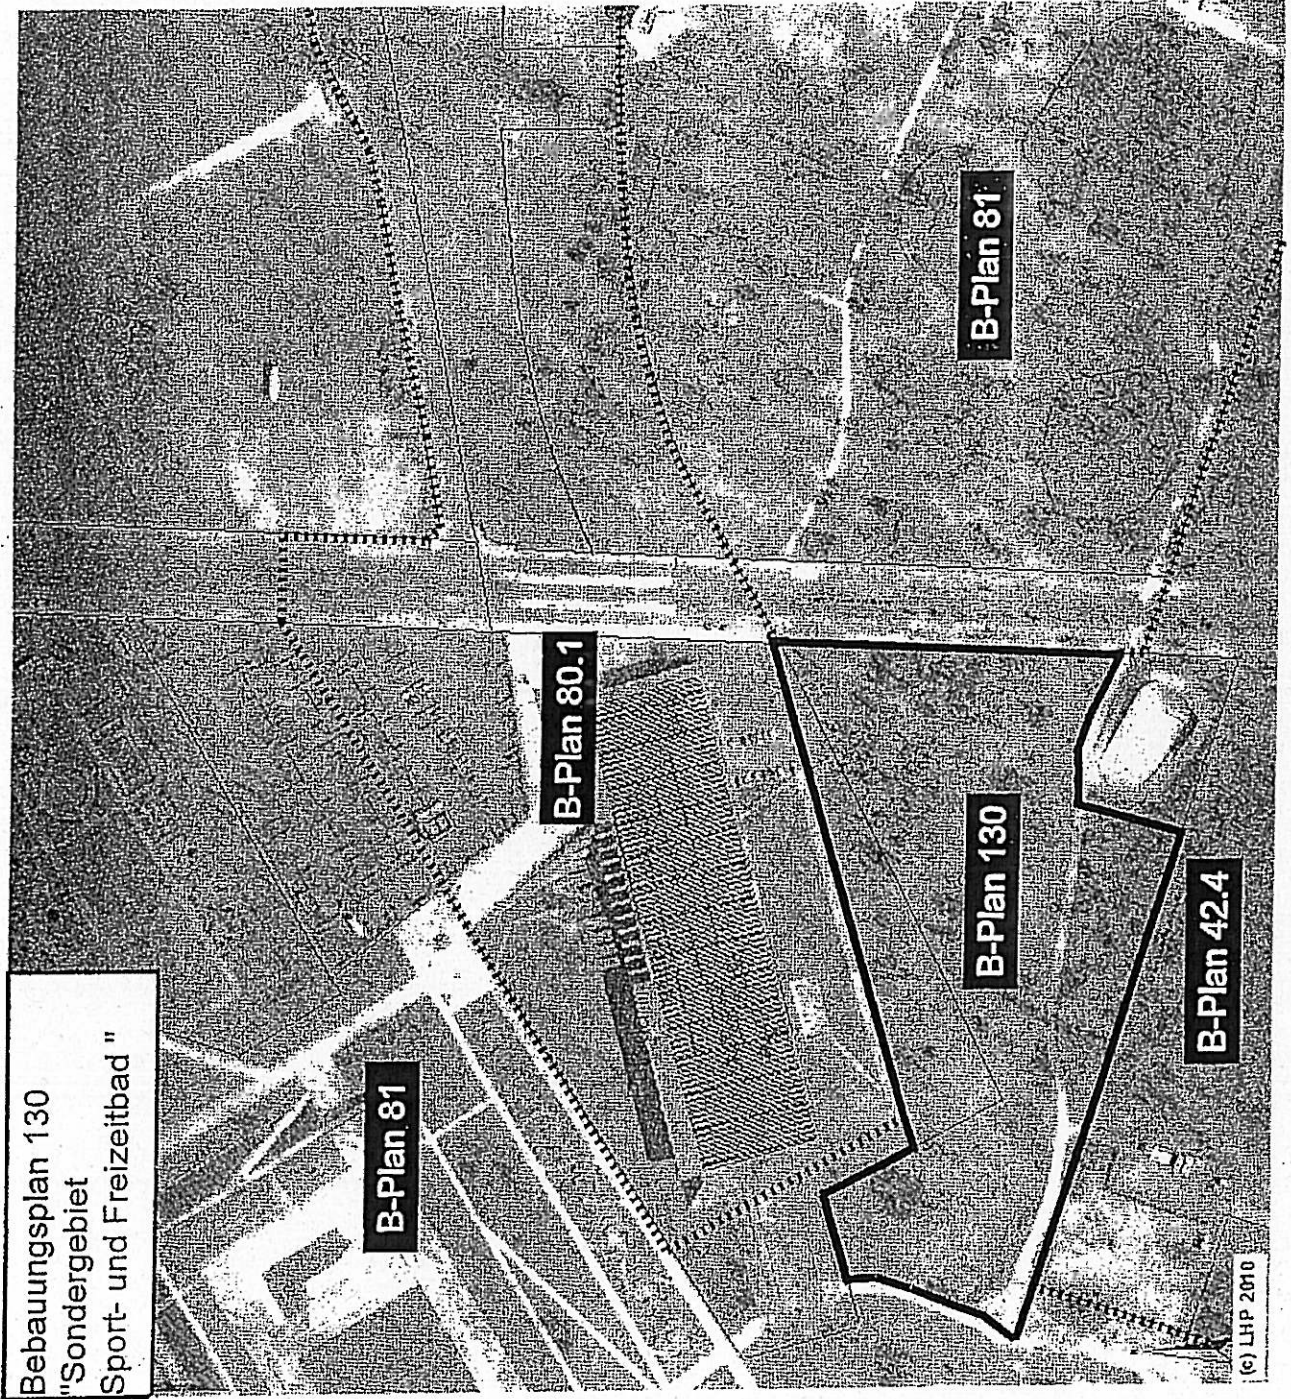 Bebauungsplan 130
"Sondergebiet
Sport- und Freizeitbad "
B-Plan 81
B-Plan 80.1
B-Plan 130
B-Plan 81
B-Plan 42.4
(c) LHP 2010